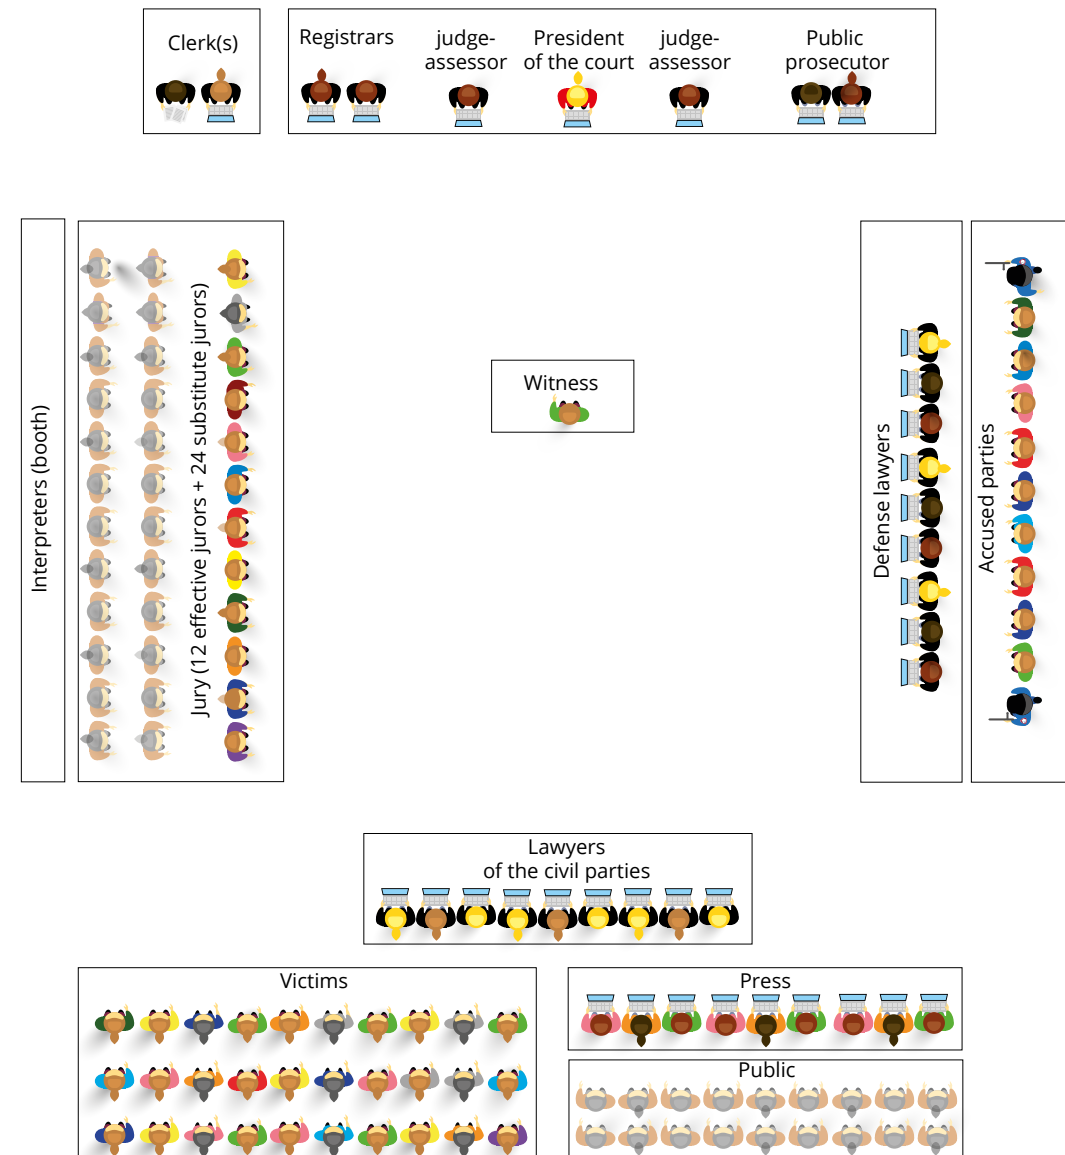 Clerk(s)
Registrars
judge-
assessor
President
of the court
judge-
assessor
Public
prosecutor
Interpreters (booth)
Jury (12 effective jurors + 24 substitute jurors)
Witness
Defense lawyers
Accused parties
Lawyers
of the civil parties
Victims
Press
Public